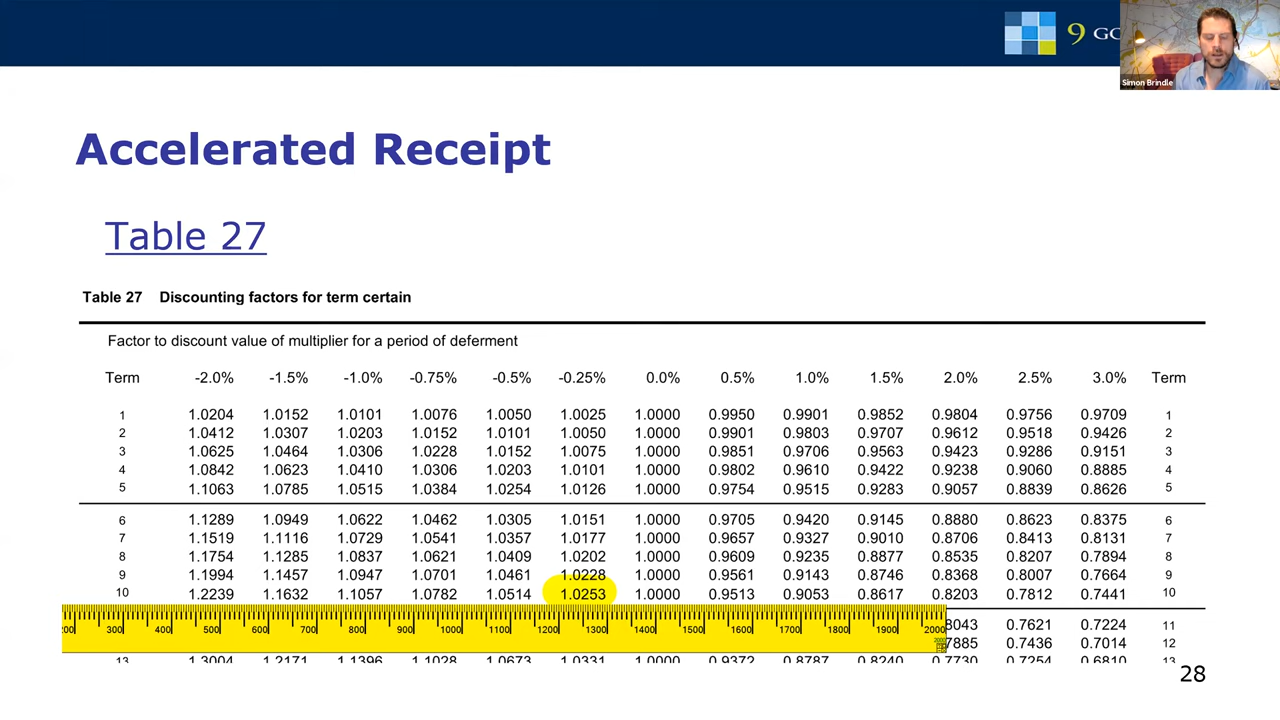 9 GO
Simon Brindle
Accelerated Receipt
Table 27
Table 27 Discounting factors for term certain
Factor to discount value of multiplier for a period of deferment
Term -2.0% -1.5% -1.0% -0.75% -0.5% -0.25% 0.0% 0.5% 1.0% 1.5% 2.0% 2.5% 3.0% Term
1 1.0204 1.0152 1.0101 1.0076 1.0050 1.0025 1.0000 0.9950 0.9901 0.9852 0.9804 0.9756 0.9709 1
2 1.0412 1.0307 1.0203 1.0152 1.0101 1.0050 1.0000 0.9901 0.9803 0.9707 0.9612 0.9518 0.9426 2
3 1.0625 1.0464 1.0306 1.0228 1.0152 1.0075 1.0000 0.9851 0.9706 0.9563 0.9423 0.9286 0.9151 3
4 1.0842 1.0623 1.0410 1.0306 1.0203 1.0101 1.0000 0.9802 0.9610 0.9422 0.9238 0.9060 0.8885 4
5 1.1063 1.0785 1.0515 1.0384 1.0254 1.0126 1.0000 0.9754 0.9515 0.9283 0.9057 0.8839 0.8626 5
6 1.1289 1.0949 1.0622 1.0462 1.0305 1.0151 1.0000 0.9705 0.9420 0.9145 0.8880 0.8623 0.8375 6
7 1.1519 1.1116 1.0729 1.0541 1.0357 1.0177 1.0000 0.9657 0.9327 0.9010 0.8706 0.8413 0.8131 7
8 1.1754 1.1285 1.0837 1.0621 1.0409 1.0202 1.0000 0.9609 0.9235 0.8877 0.8535 0.8207 0.7894 8
9 1.1994 1.1457 1.0947 1.0701 1.0461 1.0228 1.0000 0.9561 0.9143 0.8746 0.8368 0.8007 0.7664 9
10 1.2239 1.1632 1.1057 1.0782 1.0514 1.0253 1.0000 0.9513 0.9053 0.8617 0.8203 0.7812 0.7441 10
8043 0.7621 0.7224 11
200 300 400 500 600 700 800 900 1000 1100 1200 1300 1400 1500 1600 1700 1800 1900 2000
7885 0.7436 0.7014 12
13 1.3004 1.2171 1.1396 1.1028 1.0673 1.0331 1.0000 0.9372 0.8787 0.8240 0.7730 0.7254 0.6810 13
28